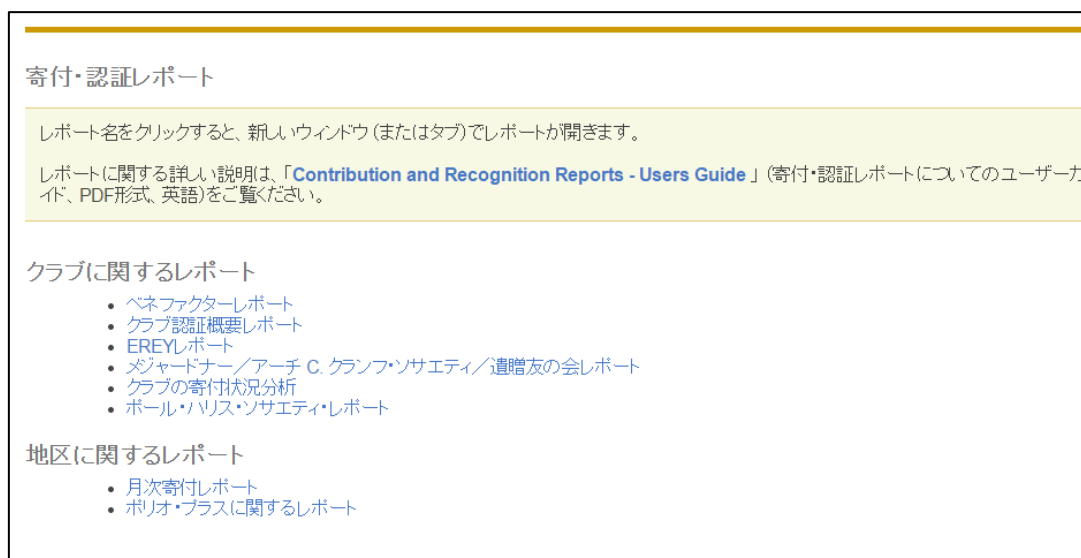 寄付・認証レポート
レポート名をクリックすると、新しいウィンドウ (またはタブ)でレポートが開きます。
レポートに関する詳しい説明は、「Contribution and Recognition Reports - Users Guide 」 (寄付・認証レポートについてのユーザーガ
イド、PDF形式、英語)をご覧ください。
クラブに関するレポート
• ベネファクターレポート
• クラブ認証概要レポート
• EREYレポート
• メジャードナー／アーチ C. クランフ・ソサエティ／遺贈友の会レポート
• クラブの寄付状況分析
• ポール・ハリス・ソサエティ・レポート
地区に関するレポート
• 月次寄付レポート
• ポリオ・プラスに関するレポート